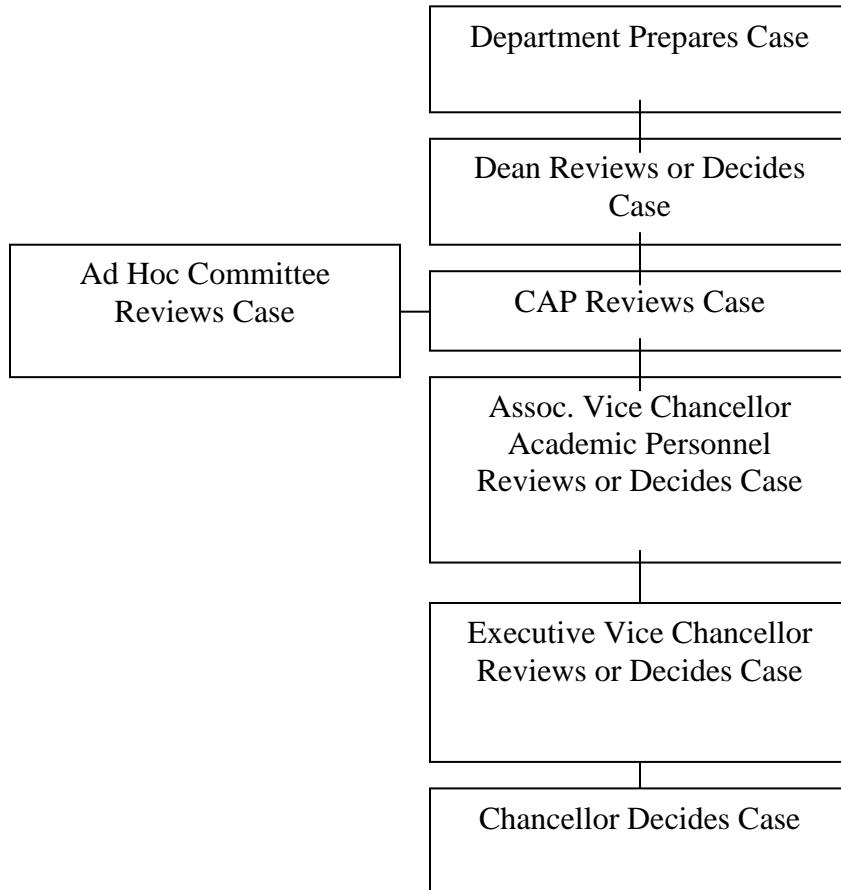 Department Prepares Case
Dean Reviews or Decides
Case
Ad Hoc Committee
Reviews Case
CAP Reviews Case
Assoc. Vice Chancellor
Academic Personnel
Reviews or Decides Case
Executive Vice Chancellor
Reviews or Decides Case
Chancellor Decides Case